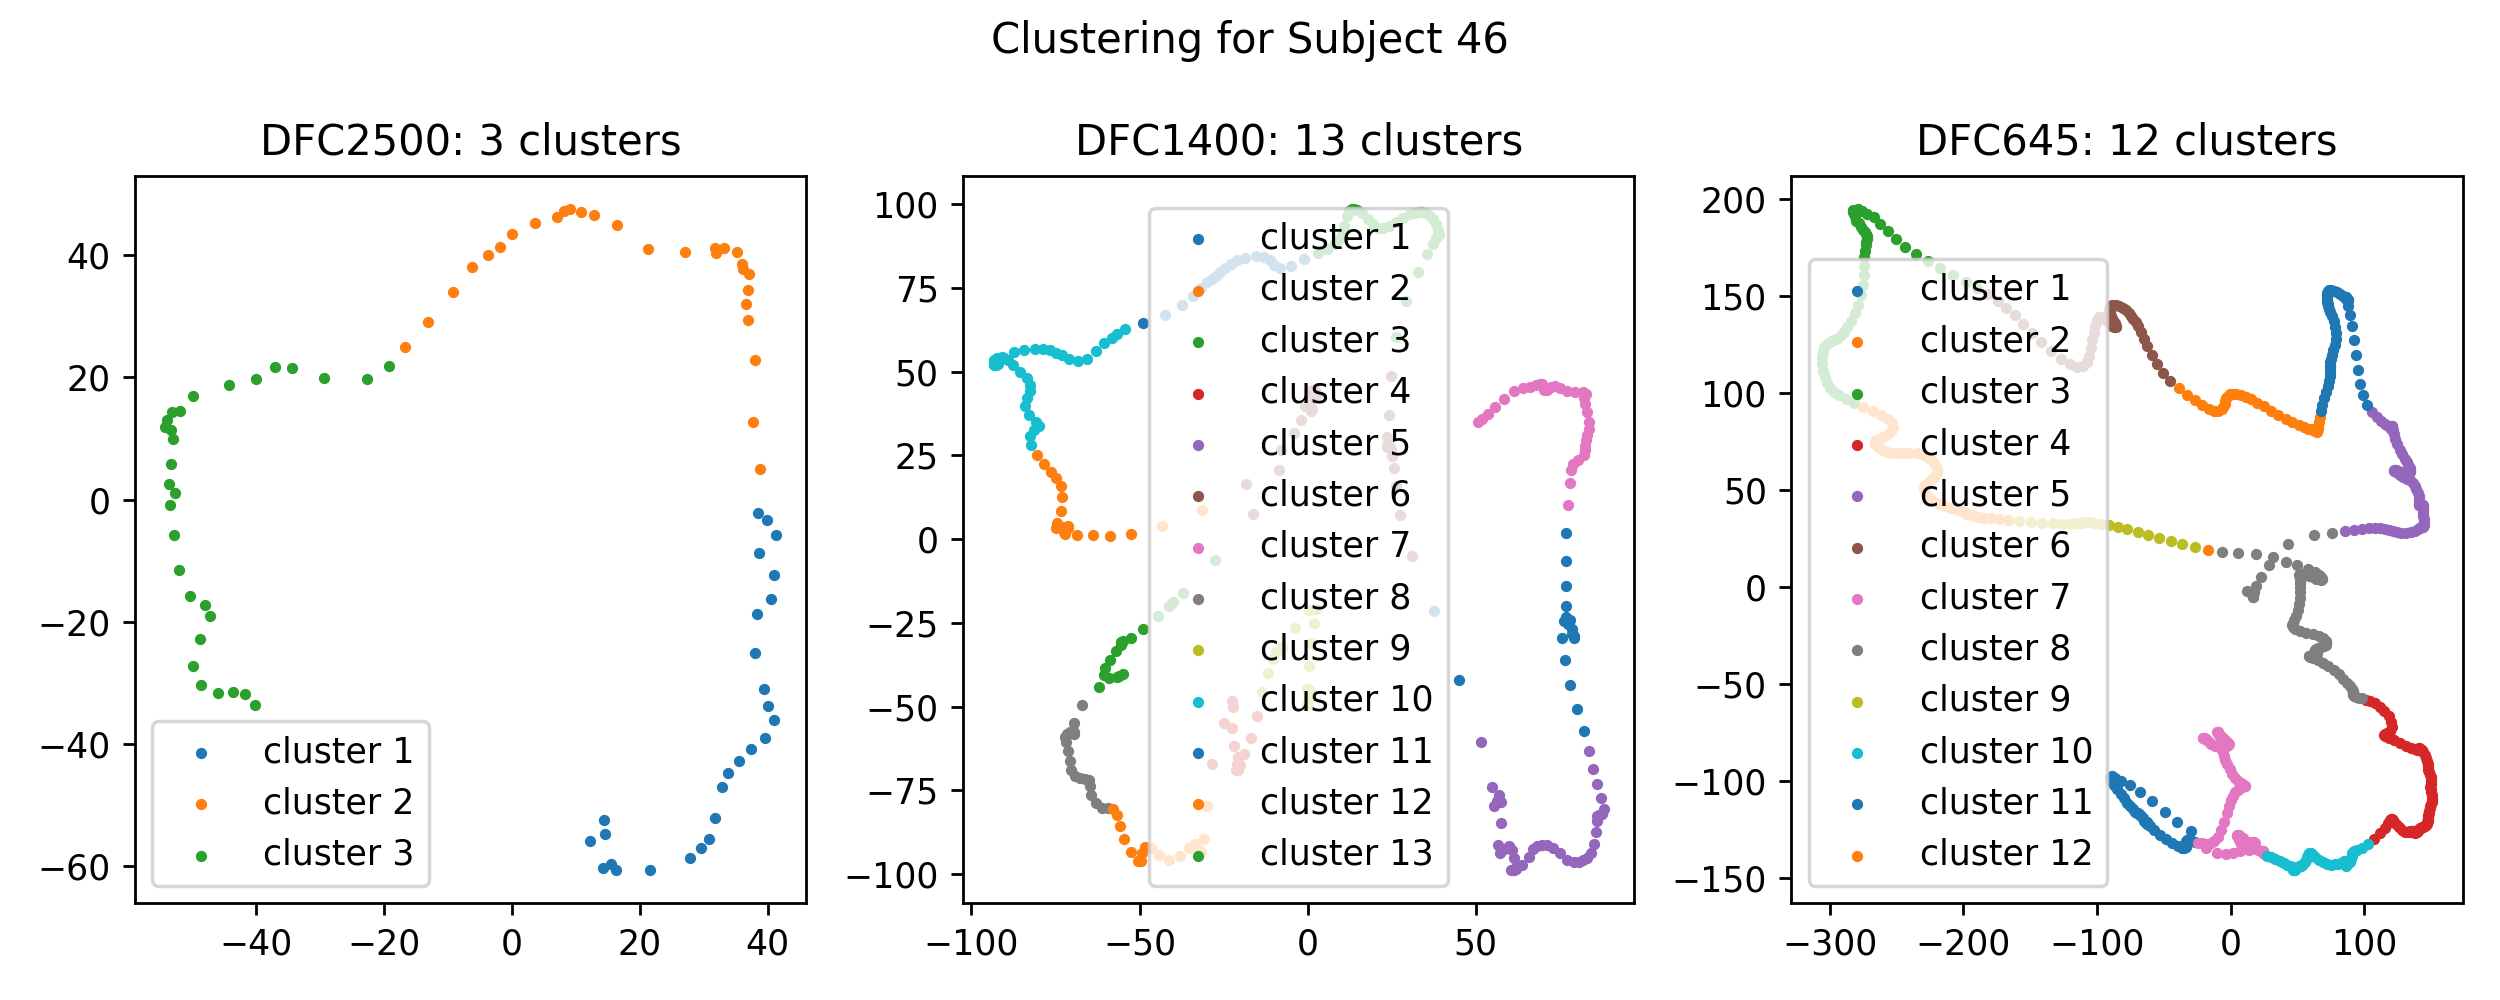 Clustering for Subject 46
DFC2500: 3 clusters
40
20
0
−20
−40
−60
−40
−20
0
20
40
cluster 1
cluster 2
cluster 3
DFC1400: 13 clusters
100
75
50
25
0
−25
−50
−75
−100
−100
−50
0
50
cluster 1
cluster 2
cluster 3
cluster 4
cluster 5
cluster 6
cluster 7
cluster 8
cluster 9
cluster 10
cluster 11
cluster 12
cluster 13
DFC645: 12 clusters
200
150
100
50
0
−50
−100
−150
−300
−200
−100
0
100
cluster 1
cluster 2
cluster 3
cluster 4
cluster 5
cluster 6
cluster 7
cluster 8
cluster 9
cluster 10
cluster 11
cluster 12